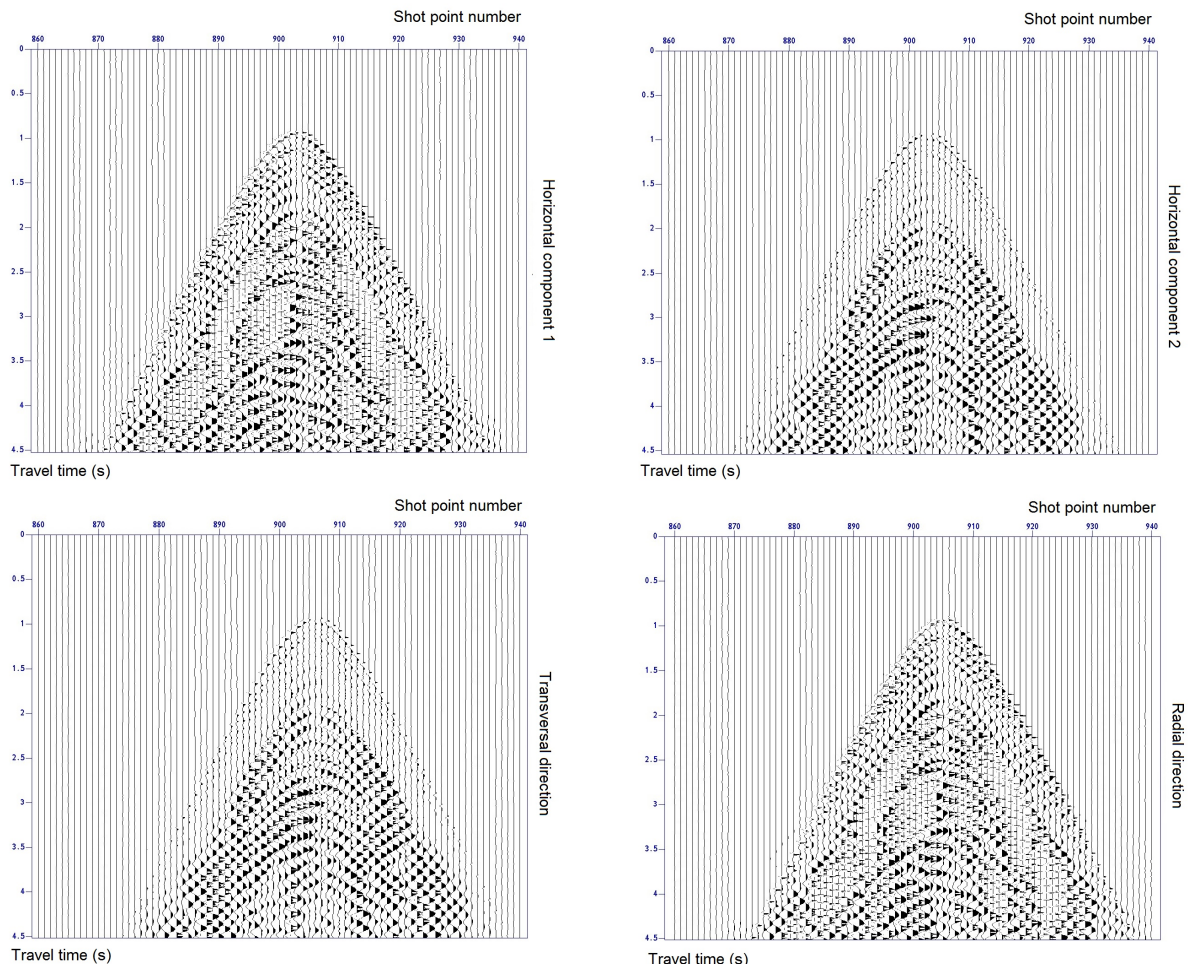 Shot point number
860 870 880 890 900 910 920 930 940
0
0.5
1
1.5
2
2.5
3
3.5
4
4.5
Horizontal component 1
Travel time (s)
Shot point number
860 870 880 890 900 910 920 930 940
0
0.5
1
1.5
2
2.5
3
3.5
4
4.5
Horizontal component 2
Travel time (s)
Shot point number
860 870 880 890 900 910 920 930 940
0
0.5
1
1.5
2
2.5
3
3.5
4
4.5
Transversal direction
Travel time (s)
Shot point number
860 870 880 890 900 910 920 930 940
0
0.5
1
1.5
2
2.5
3
3.5
4
4.5
Radial direction
Travel time (s)